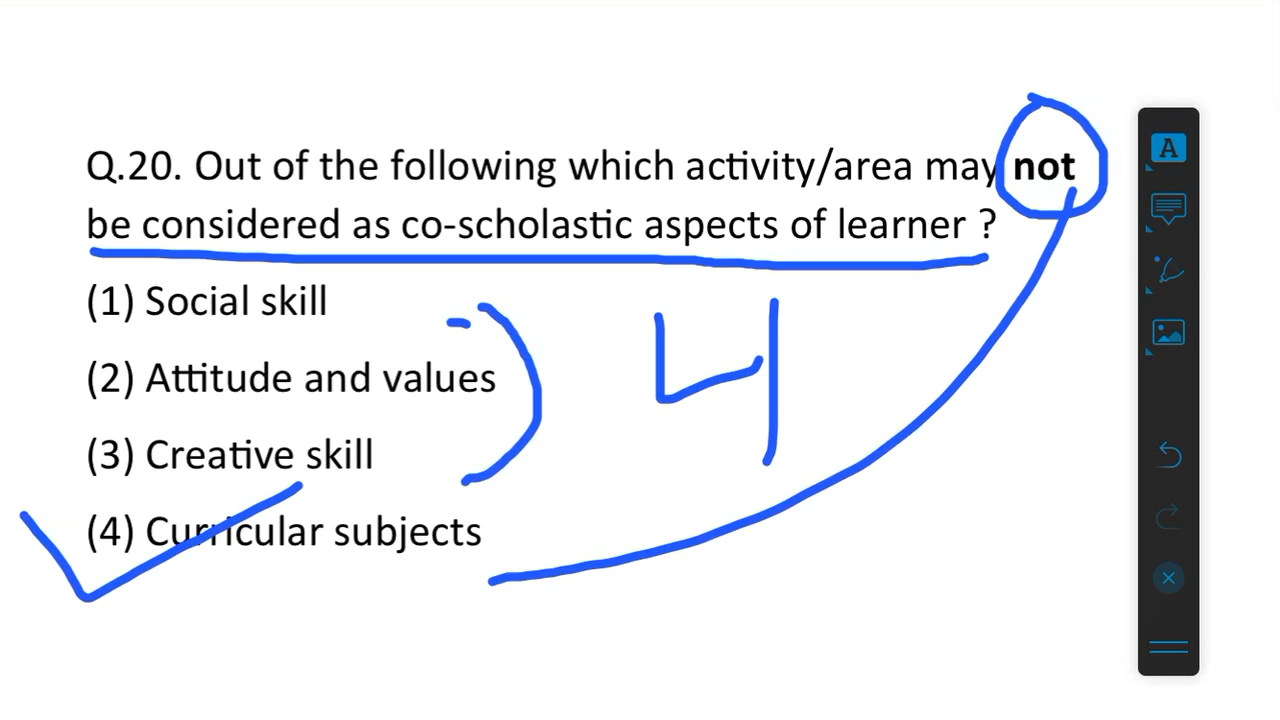 Q.20. Out of the following which activity/area may not
be considered as co-scholastic aspects of learner ?
(1) Social skill
(2) Attitude and values
(3) Creative skill
(4) Curricular subjects
4
A